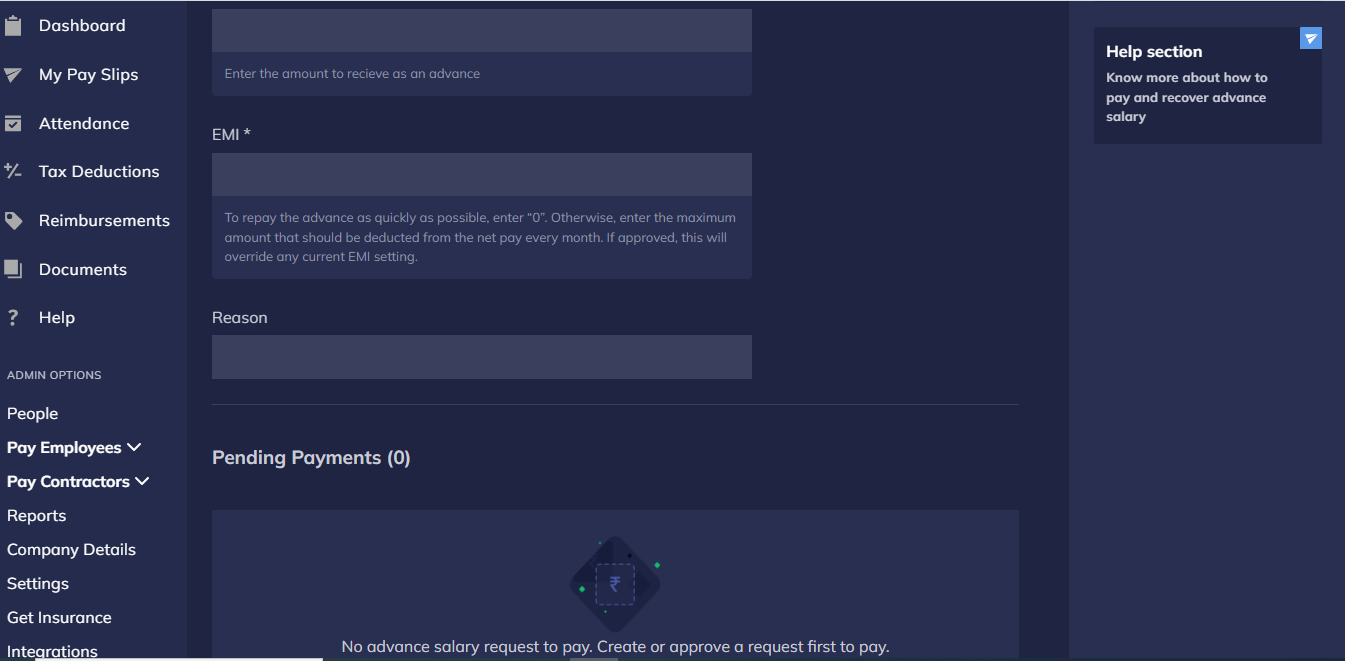 Dashboard
My Pay Slips
Attendance
Tax Deductions
Reimbursements
Documents
? Help
ADMIN OPTIONS
People
Pay Employees
Pay Contractors
Reports
Company Details
Settings
Get Insurance
Integrations
Enter the amount to recieve as an advance
EMI *
To repay the advance as quickly as possible, enter “0”. Otherwise, enter the maximum
amount that should be deducted from the net pay every month. If approved, this will
override any current EMI setting.
Reason
Pending Payments (0)
₹
No advance salary request to pay. Create or approve a request first to pay.
Help section
Know more about how to
pay and recover advance
salary